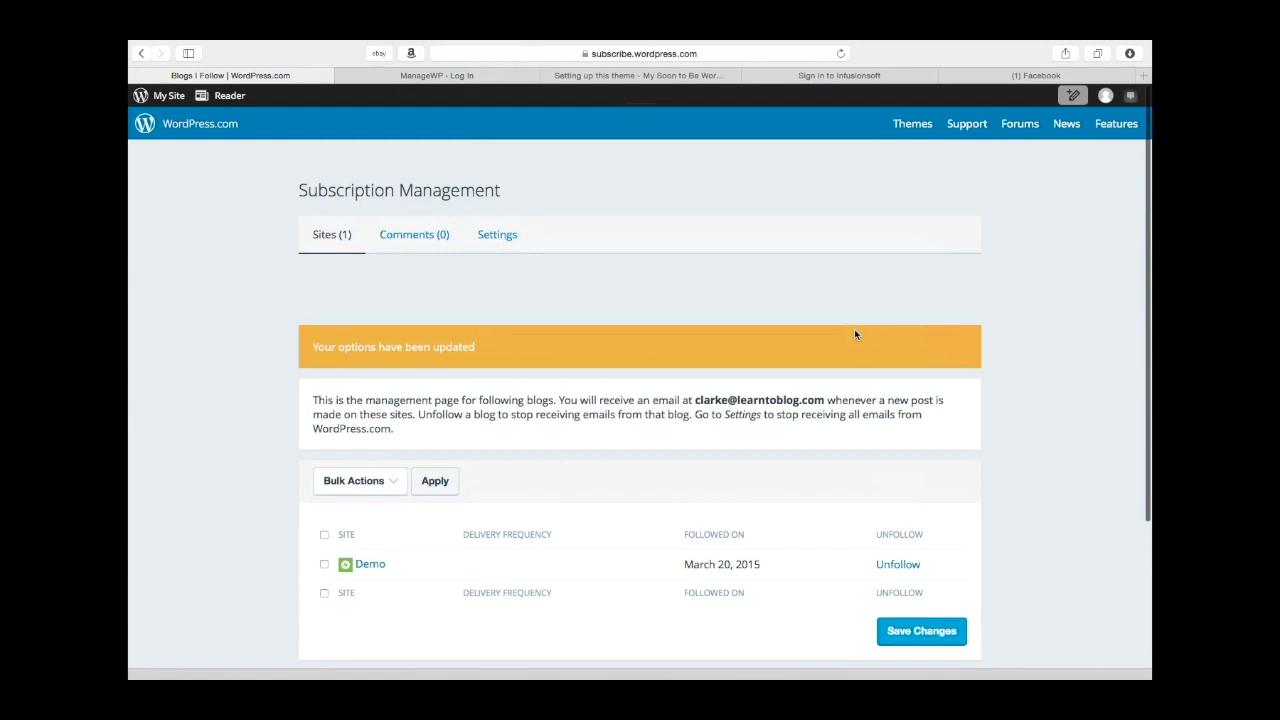 ebay
a
subscribe.wordpress.com
Blogs I Follow | WordPress.com
ManageWP - Log In
Setting up this theme - My Soon to Be Wor...
Sign in to Infusionsoft
(1) Facebook
My Site
Reader
WordPress.com
Themes
Support
Forums
News
Features
Subscription Management
Sites (1)
Comments (0)
Settings
Your options have been updated
This is the management page for following blogs. You will receive an email at clarke@learntoblog.com whenever a new post is
made on these sites. Unfollow a blog to stop receiving emails from that blog. Go to Settings to stop receiving all emails from
WordPress.com.
Bulk Actions
Apply
SITE
DELIVERY FREQUENCY
FOLLOWED ON
UNFOLLOW
Demo
March 20, 2015
Unfollow
SITE
DELIVERY FREQUENCY
FOLLOWED ON
UNFOLLOW
Save Changes